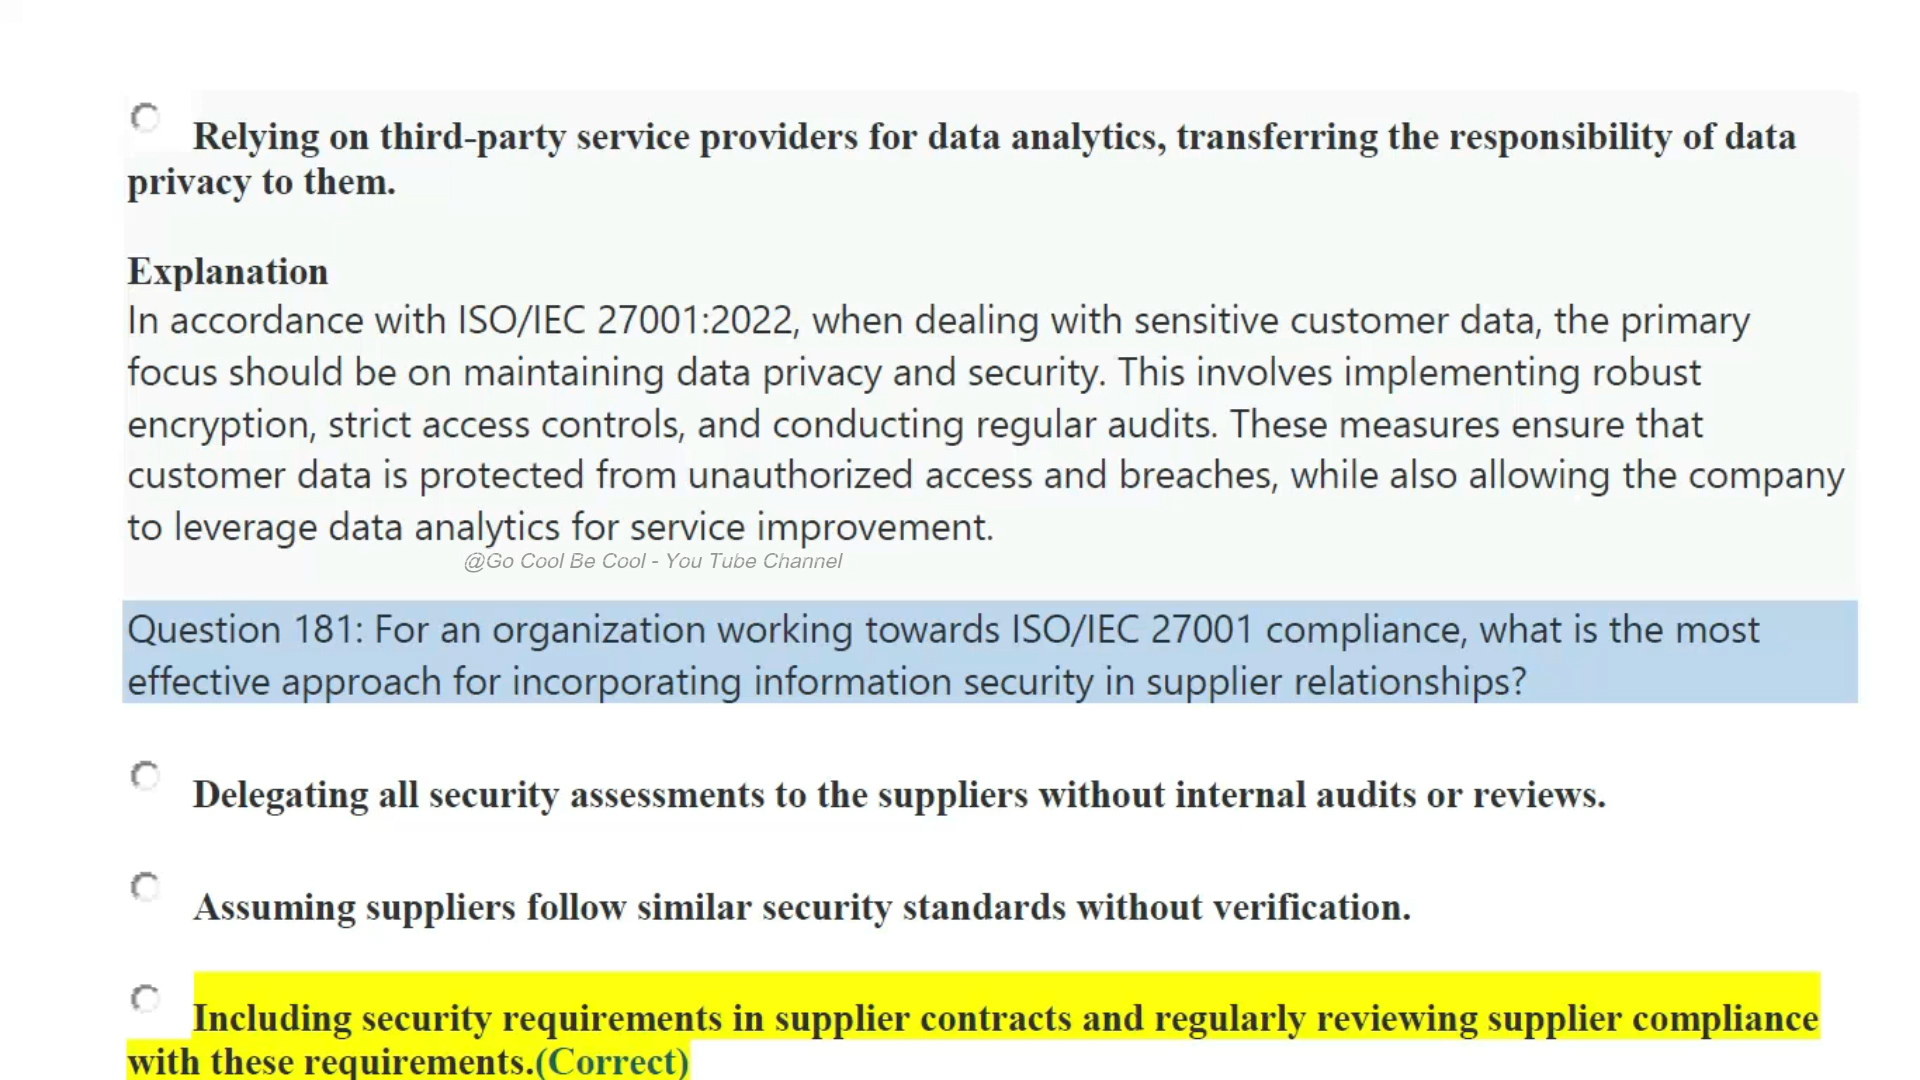 Relying on third-party service providers for data analytics, transferring the responsibility of data
privacy to them.
Explanation
In accordance with ISO/IEC 27001:2022, when dealing with sensitive customer data, the primary
focus should be on maintaining data privacy and security. This involves implementing robust
encryption, strict access controls, and conducting regular audits. These measures ensure that
customer data is protected from unauthorized access and breaches, while also allowing the company
to leverage data analytics for service improvement.
@Go Cool Be Cool - You Tube Channel
Question 181: For an organization working towards ISO/IEC 27001 compliance, what is the most
effective approach for incorporating information security in supplier relationships?
Delegating all security assessments to the suppliers without internal audits or reviews.
Assuming suppliers follow similar security standards without verification.
Including security requirements in supplier contracts and regularly reviewing supplier compliance
with these requirements.(Correct)